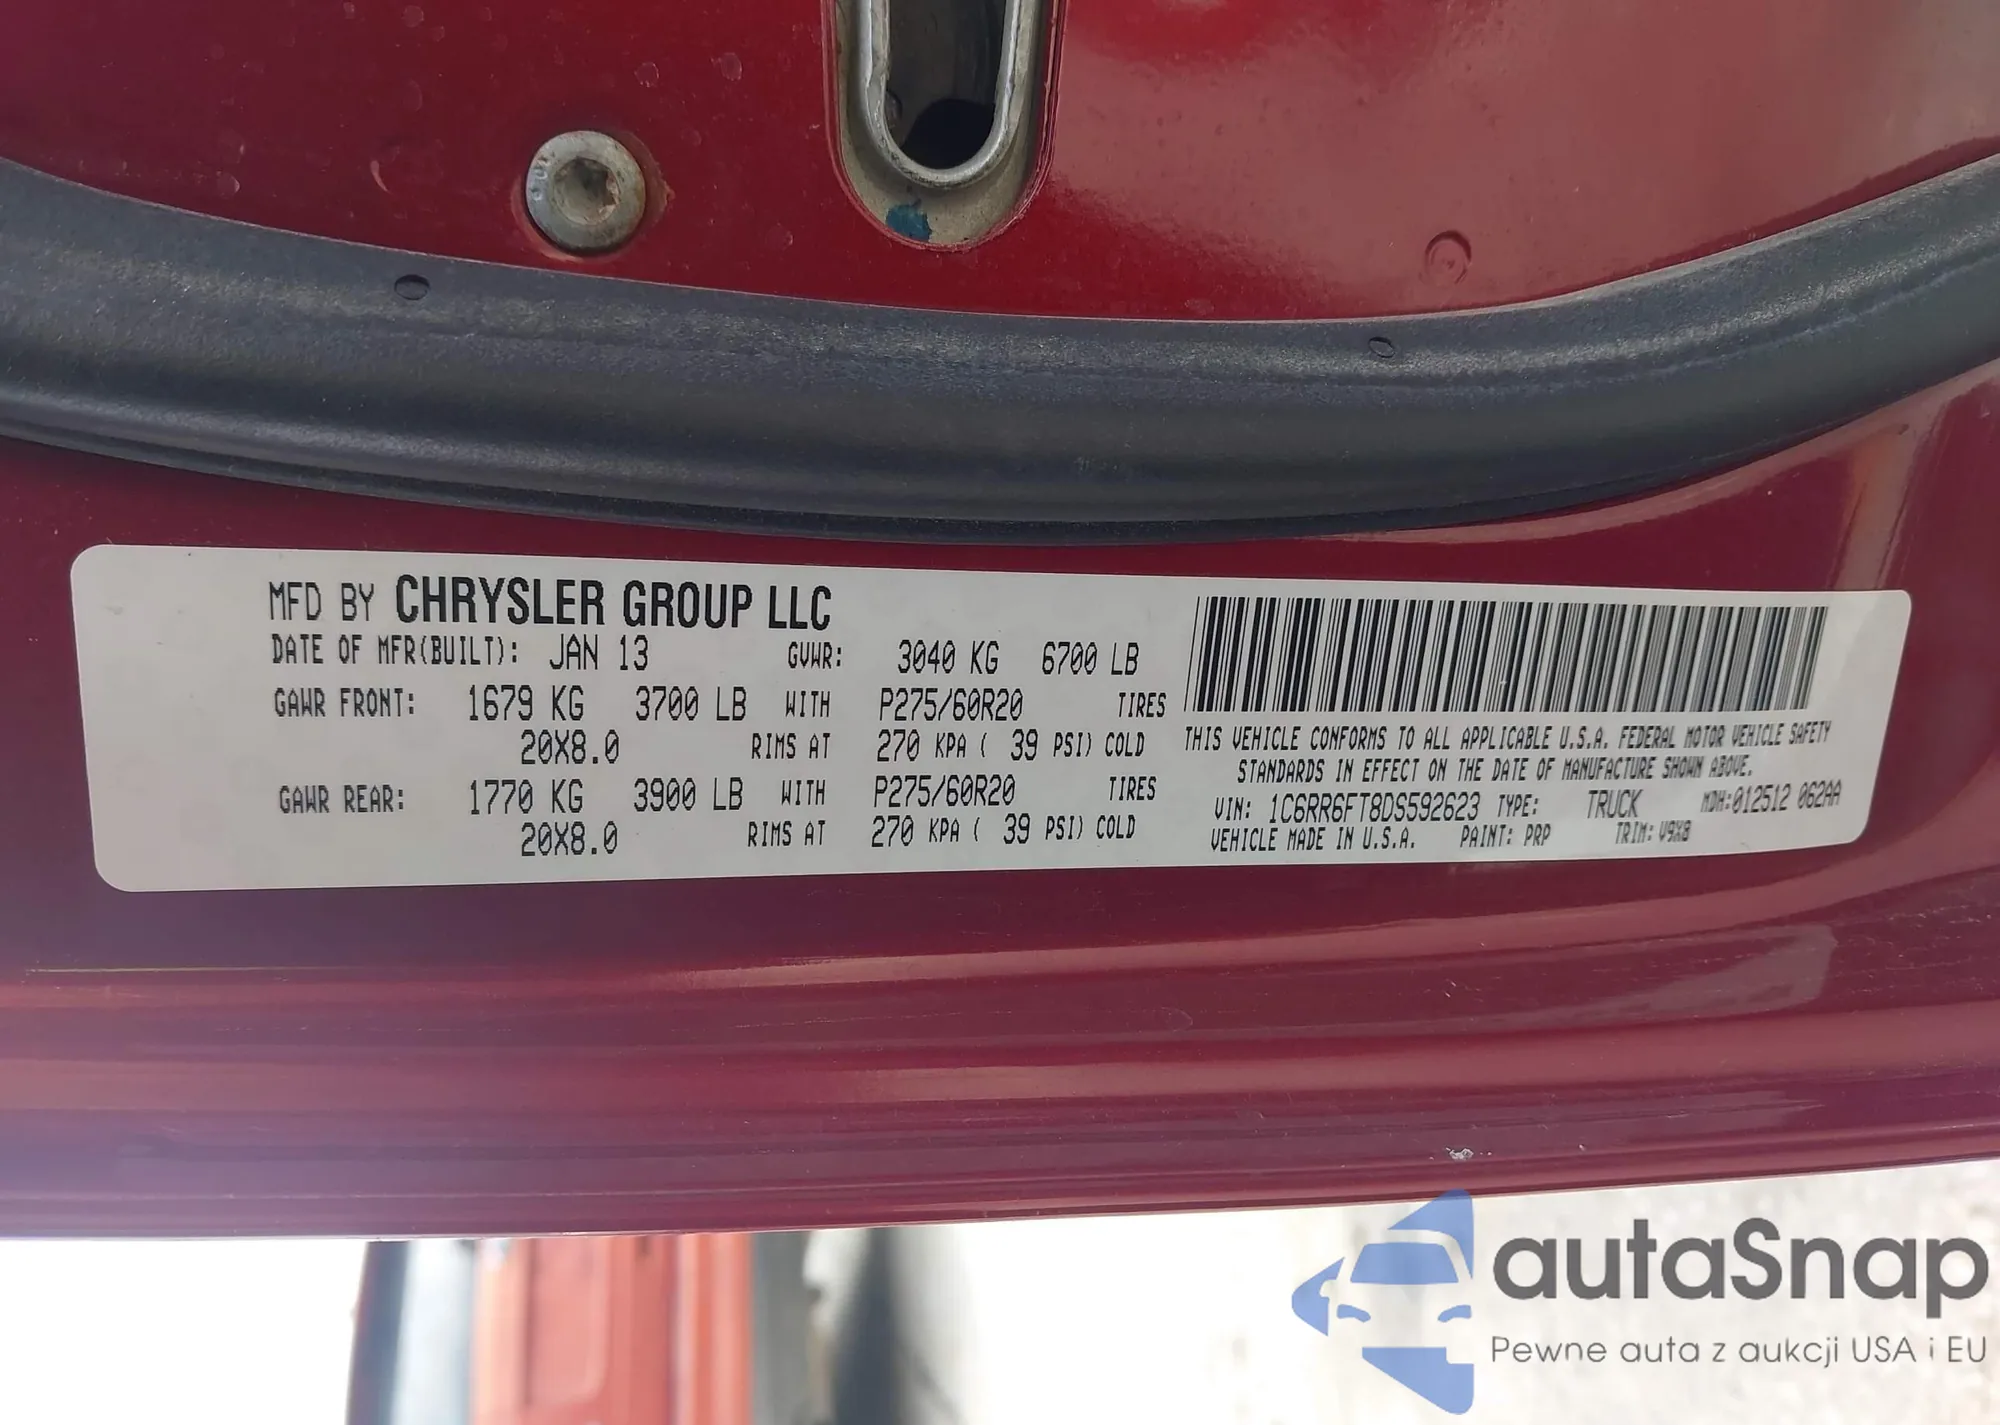 MFD BY CHRYSLER GROUP LLC
DATE OF MFR(BUILT): JAN 13 GVWR: 3040 KG 6700 LB
GAWR FRONT: 1679 KG 3700 LB WITH P275/60R20 TIRES
20X8.0 RIMS AT 270 KPA ( 39 PSI) COLD
GAWR REAR: 1770 KG 3900 LB WITH P275/60R20 TIRES
20X8.0 RIMS AT 270 KPA ( 39 PSI) COLD
THIS VEHICLE CONFORMS TO ALL APPLICABLE U.S.A. FEDERAL MOTOR VEHICLE SAFETY
STANDARDS IN EFFECT ON THE DATE OF MANUFACTURE SHOWN ABOVE.
VIN: 1C6RR6FT8DS592623 TYPE: TRUCK MDH:012512 062AA
VEHICLE MADE IN U.S.A. PAINT: PRP TRIM: V9X8
autaSnap
Pewne auta z aukcji USA i EU